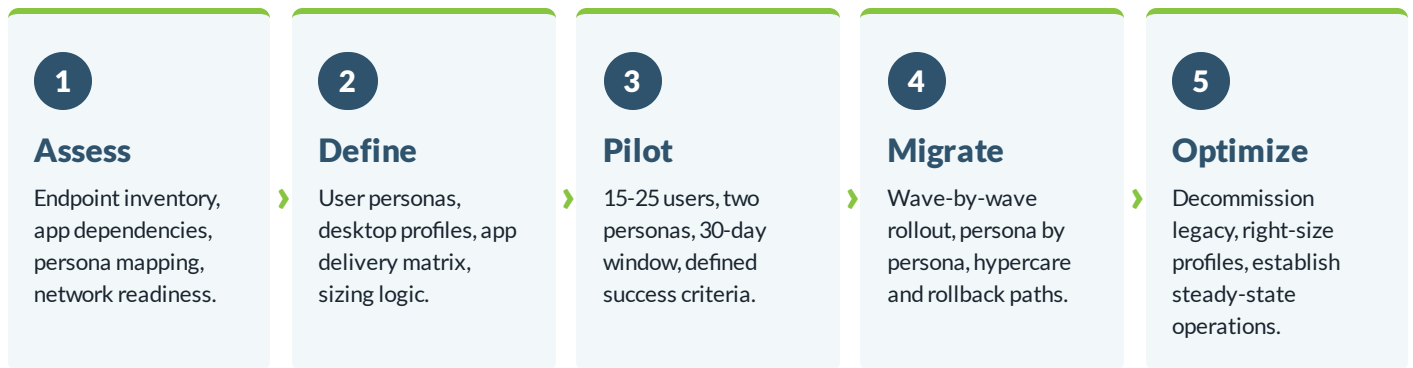 1
Assess
Endpoint inventory,
app dependencies,
persona mapping,
network readiness.
2
Define
User personas,
desktop profiles, app
delivery matrix,
sizing logic.
3
Pilot
15-25 users, two
personas, 30-day
window, defined
success criteria.
4
Migrate
Wave-by-wave
rollout, persona by
persona, hypercare
and rollback paths.
5
Optimize
Decommission
legacy, right-size
profiles, establish
steady-state
operations.